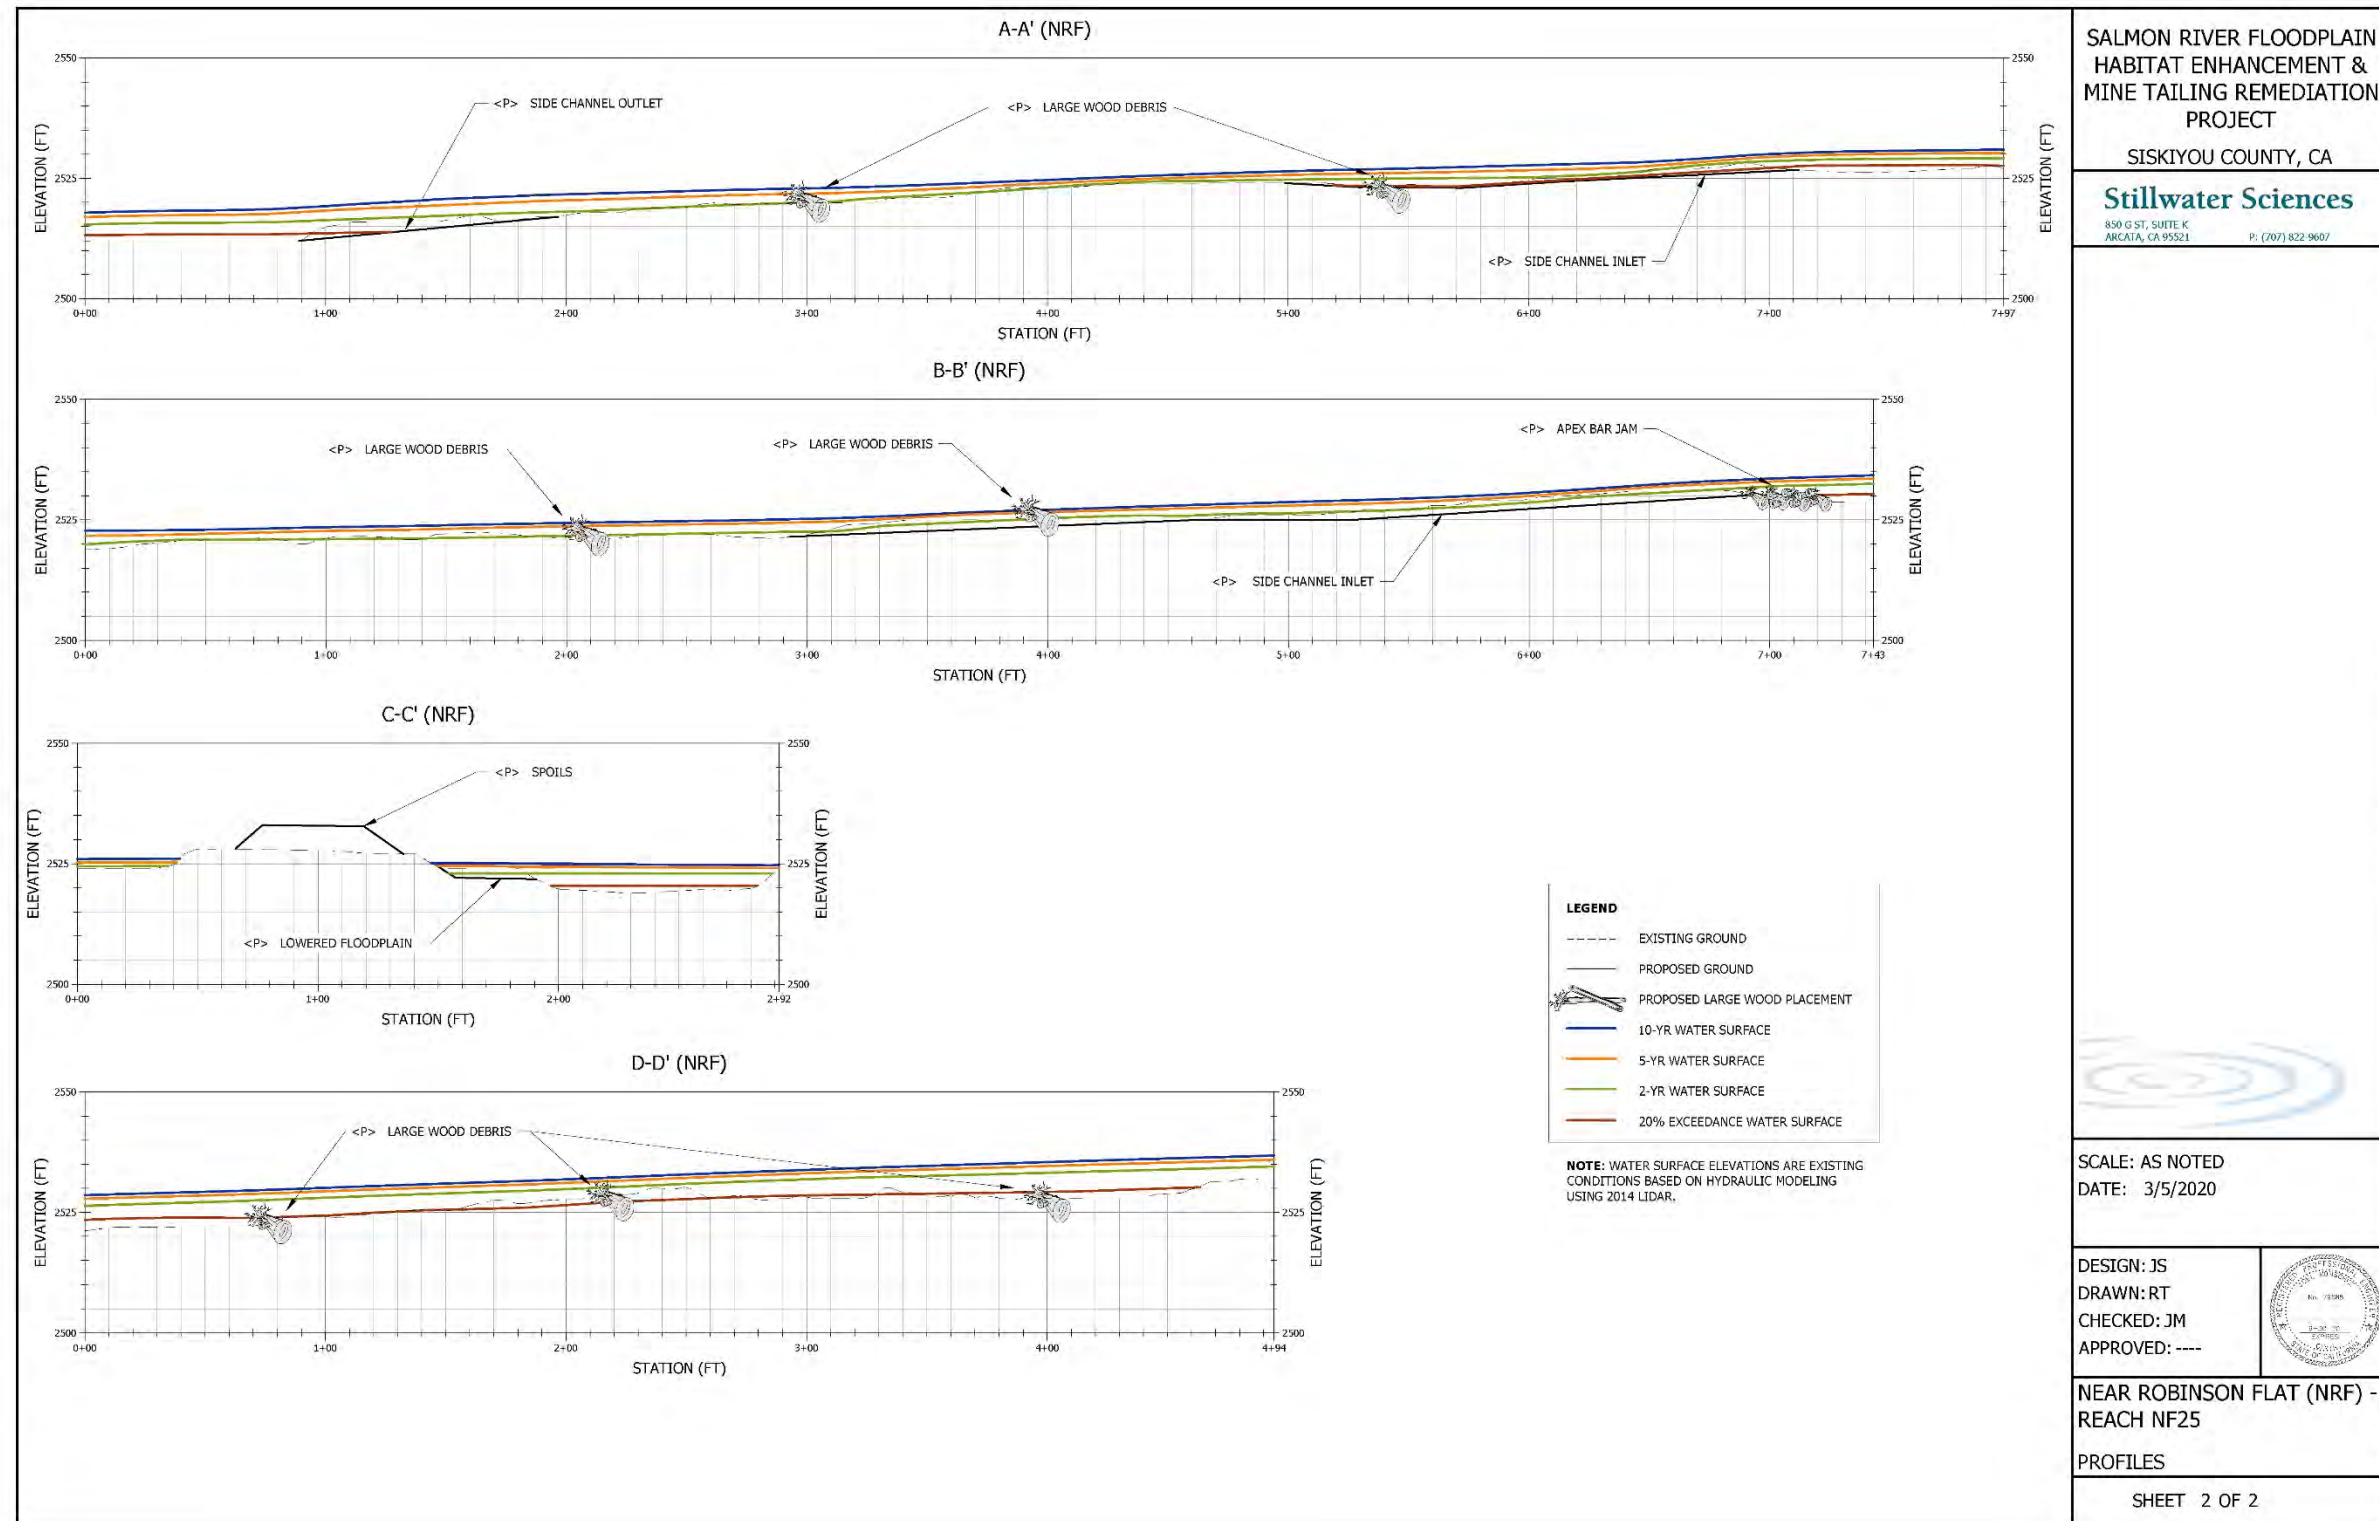 A-A' (NRF)
2550
2550
<P> SIDE CHANNEL OUTLET
<P> LARGE WOOD DEBRIS
ELEVATION (FT)
ELEVATION (FT)
2525
2525
<P> SIDE CHANNEL INLET
2500
2500
0+00 1+00 2+00 3+00 4+00 5+00 6+00 7+00 7+97
STATION (FT)
B-B' (NRF)
2550
2550
<P> LARGE WOOD DEBRIS
<P> LARGE WOOD DEBRIS
<P> APEX BAR JAM
ELEVATION (FT)
ELEVATION (FT)
2525
2525
<P> SIDE CHANNEL INLET
2500
2500
0+00 1+00 2+00 3+00 4+00 5+00 6+00 7+00 7+43
STATION (FT)
C-C' (NRF)
2550
2550
<P> SPOILS
ELEVATION (FT)
ELEVATION (FT)
2525
2525
<P> LOWERED FLOODPLAIN
2500
2500
0+00 1+00 2+00 2+92
STATION (FT)
D-D' (NRF)
2550
2550
<P> LARGE WOOD DEBRIS
ELEVATION (FT)
ELEVATION (FT)
2525
2525
2500
2500
0+00 1+00 2+00 3+00 4+00 4+94
STATION (FT)
LEGEND
EXISTING GROUND
PROPOSED GROUND
PROPOSED LARGE WOOD PLACEMENT
10-YR WATER SURFACE
5-YR WATER SURFACE
2-YR WATER SURFACE
20% EXCEEDANCE WATER SURFACE
NOTE: WATER SURFACE ELEVATIONS ARE EXISTING
CONDITIONS BASED ON HYDRAULIC MODELING
USING 2014 LIDAR.
SALMON RIVER FLOODPLAIN
HABITAT ENHANCEMENT &
MINE TAILING REMEDIATION
PROJECT
SISKIYOU COUNTY, CA
Stillwater Sciences
850 G ST, SUITE K
ARCATA, CA 95521 P: (707) 822-9607
SCALE: AS NOTED
DATE: 3/5/2020
DESIGN: JS
DRAWN: RT
CHECKED: JM
APPROVED: ----
REGISTERED PROFESSIONAL
No.
EXPIRES
STATE OF CALIFORNIA
NEAR ROBINSON FLAT (NRF) -
REACH NF25
PROFILES
SHEET 2 OF 2